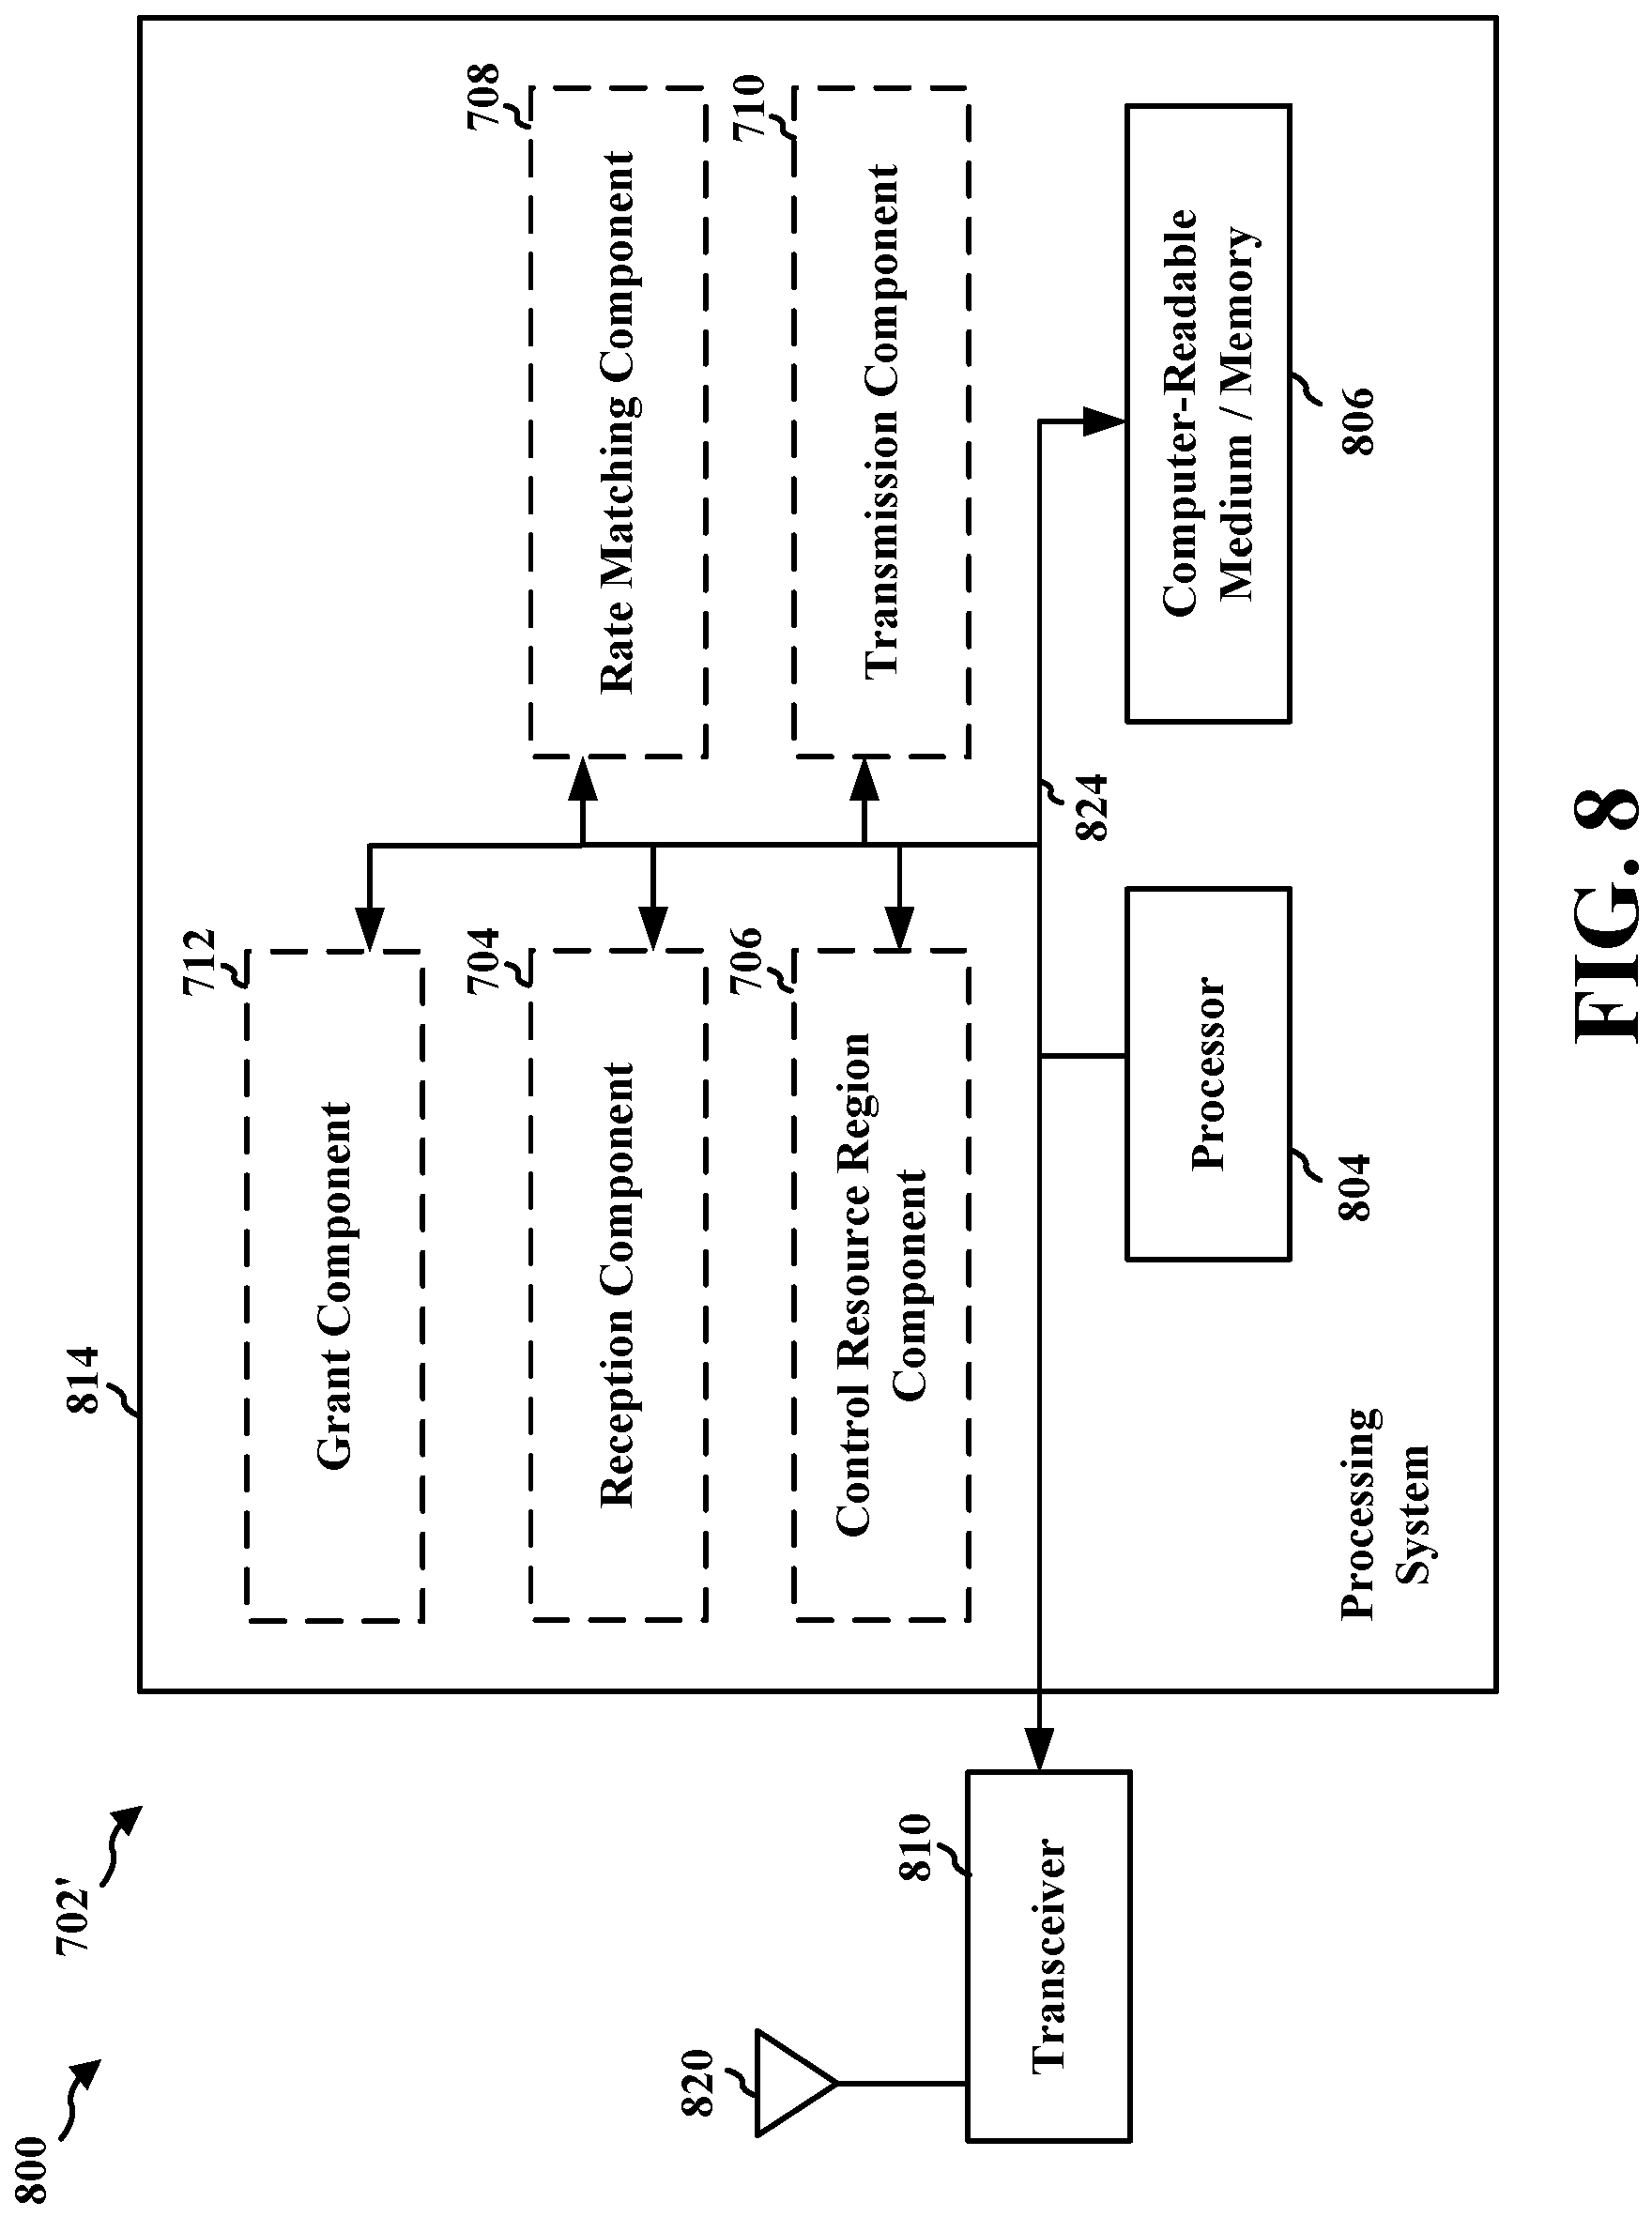 800
702'
814
712
Grant Component
704
Reception Component
708
Rate Matching Component
706
Control Resource Region
Component
710
Transmission Component
820
810
Transceiver
824
Processor
804
Computer-Readable
Medium / Memory
806
Processing
System
FIG. 8